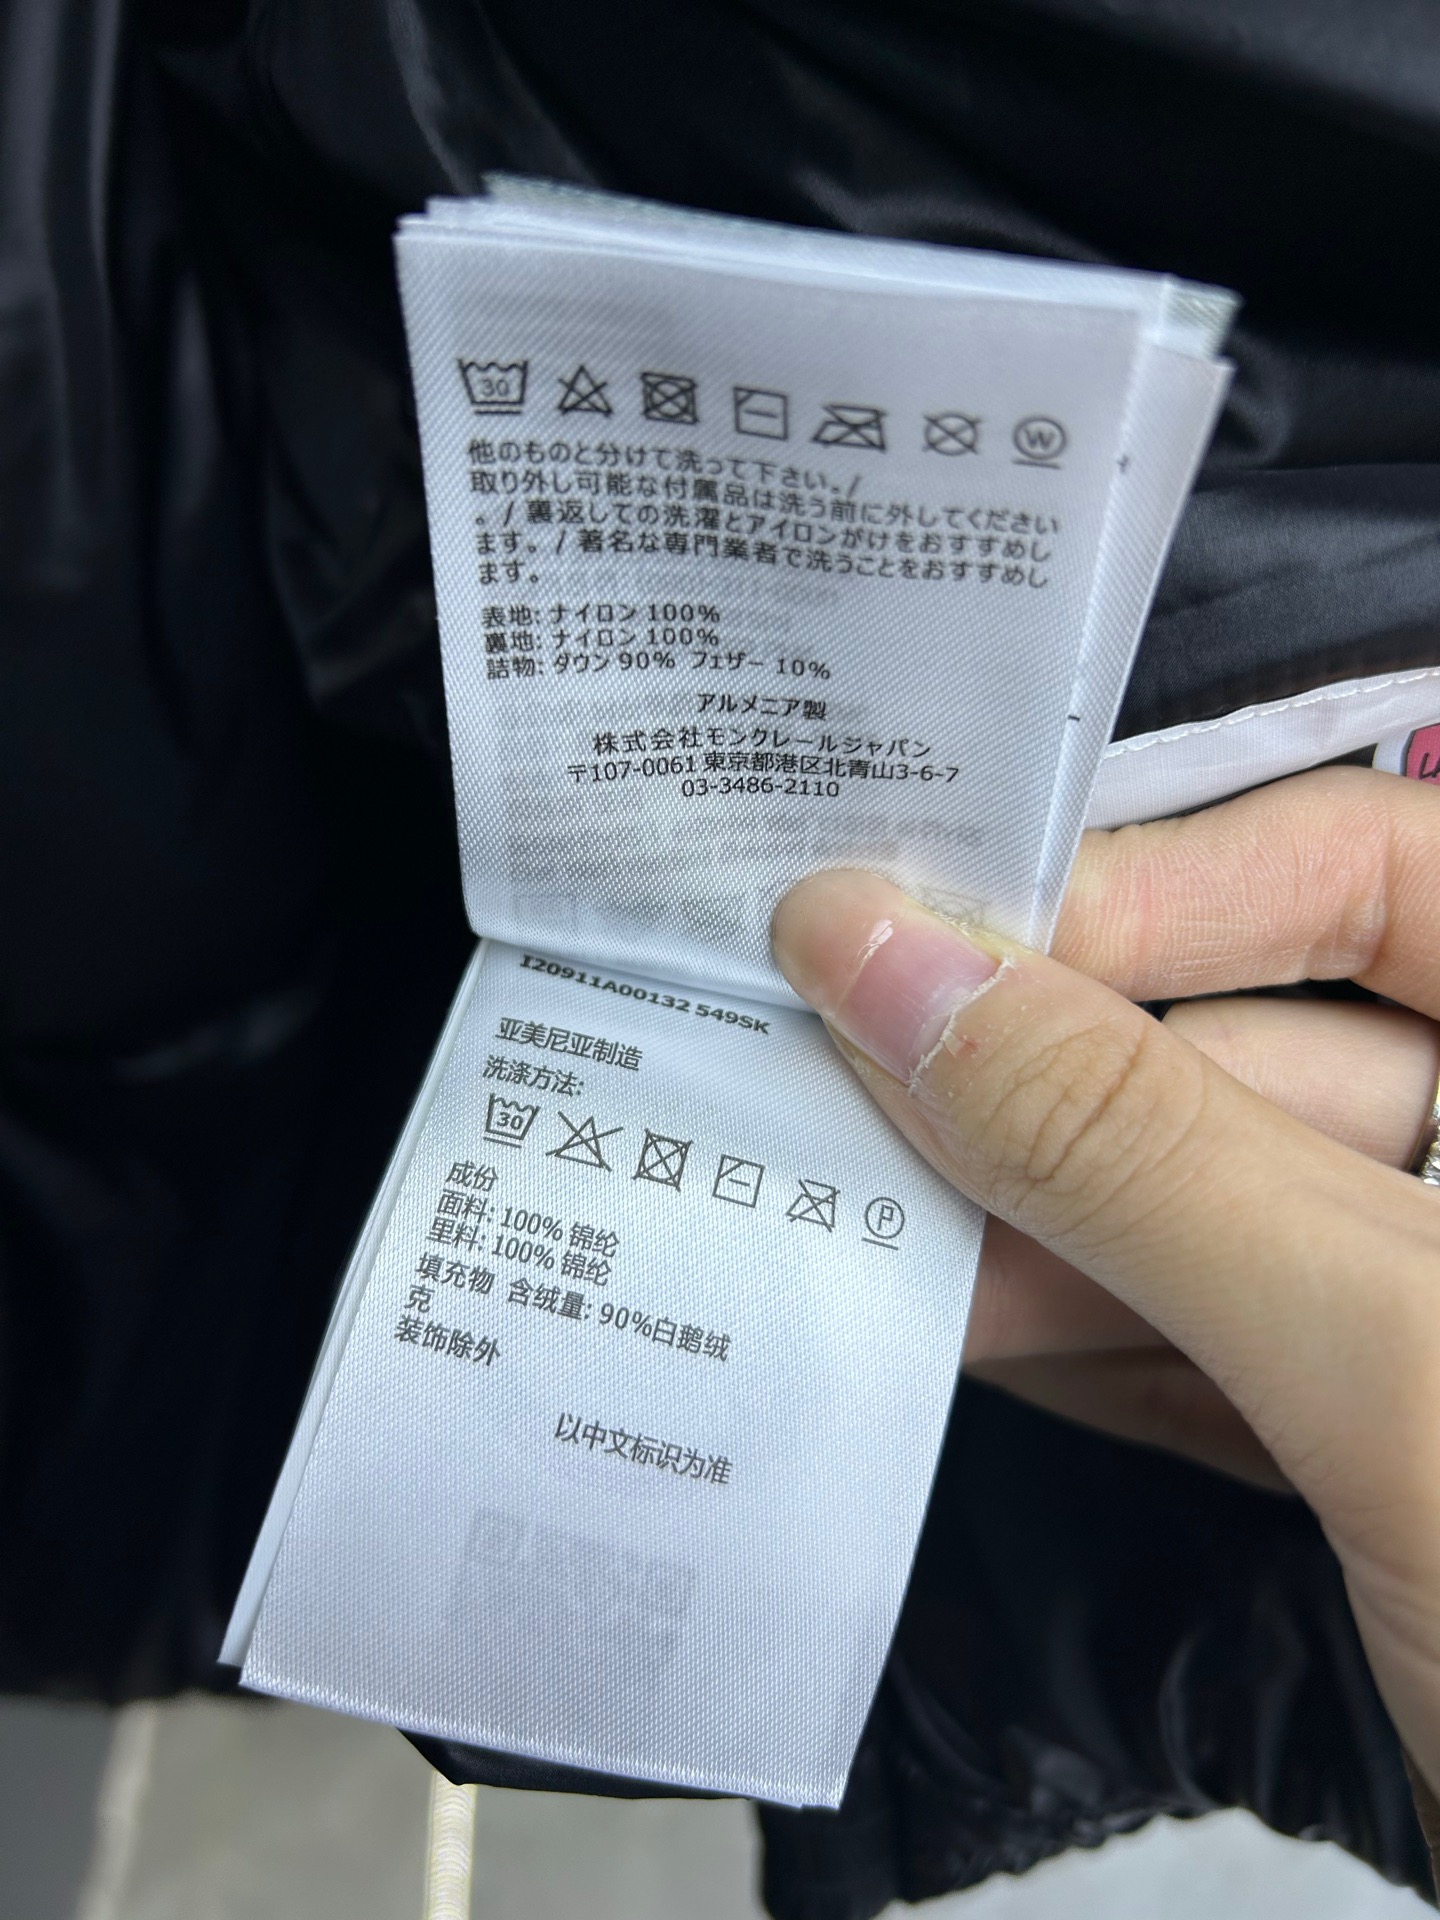 30
W
他のものと分けて洗って下さい。/
取り外し可能な付属品は洗う前に外してください
。/ 裏返しての洗濯とアイロンがけをおすすめし
ます。/ 著名な専門業者で洗うことをおすすめし
ます。
表地: ナイロン 100%
裏地: ナイロン 100%
詰物: ダウン 90% フェザー 10%
アルメニア製
株式会社モンクレールジャパン
〒107-0061 東京都港区北青山3-6-7
03-3486-2110
I20911A00132 549SK
亚美尼亚制造
洗涤方法:
30
P
成份
面料: 100% 锦纶
里料: 100% 锦纶
填充物 含绒量: 90%白鹅绒
克
装饰除外
以中文标识为准